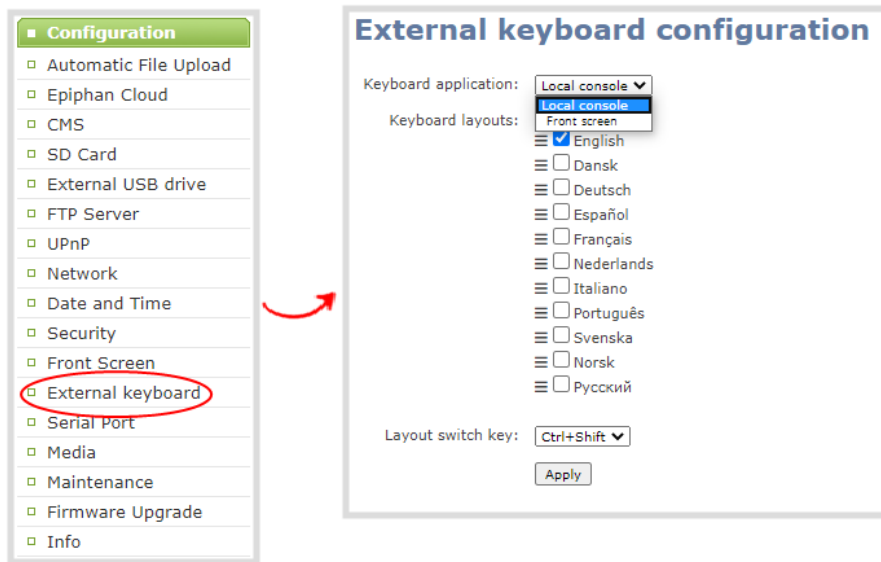 Configuration
Automatic File Upload
Epiphan Cloud
CMS
SD Card
External USB drive
FTP Server
UPnP
Network
Date and Time
Security
Front Screen
External keyboard
Serial Port
Media
Maintenance
Firmware Upgrade
Info
External keyboard configuration
Keyboard application: Local console
Local console
Keyboard layouts: Front screen
English
Dansk
Deutsch
Español
Français
Nederlands
Italiano
Português
Svenska
Norsk
Русский
Layout switch key: Ctrl+Shift
Apply